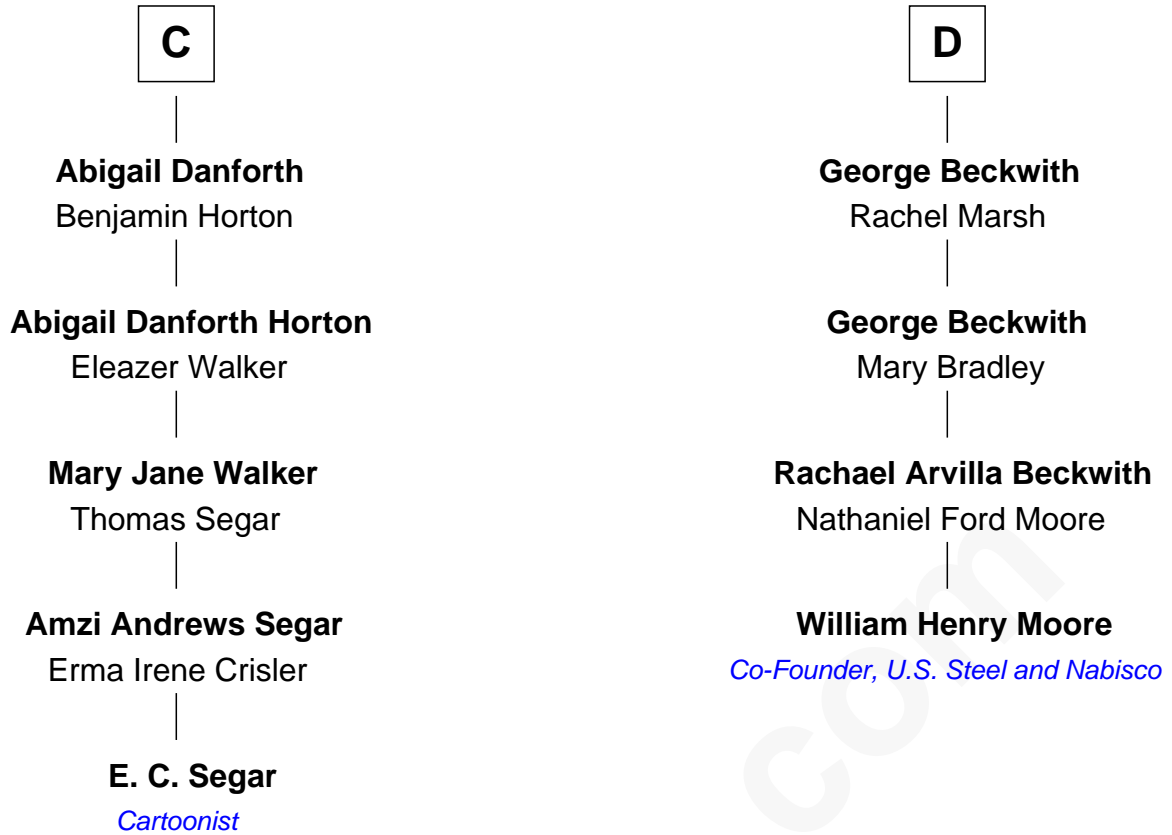 C
Abigail Danforth
Benjamin Horton
Abigail Danforth Horton
Eleazer Walker
Mary Jane Walker
Thomas Segar
Amzi Andrews Segar
Erma Irene Crisler
E. C. Segar
Cartoonist
D
George Beckwith
Rachel Marsh
George Beckwith
Mary Bradley
Rachael Arvilla Beckwith
Nathaniel Ford Moore
William Henry Moore
Co-Founder, U.S. Steel and Nabisco
com